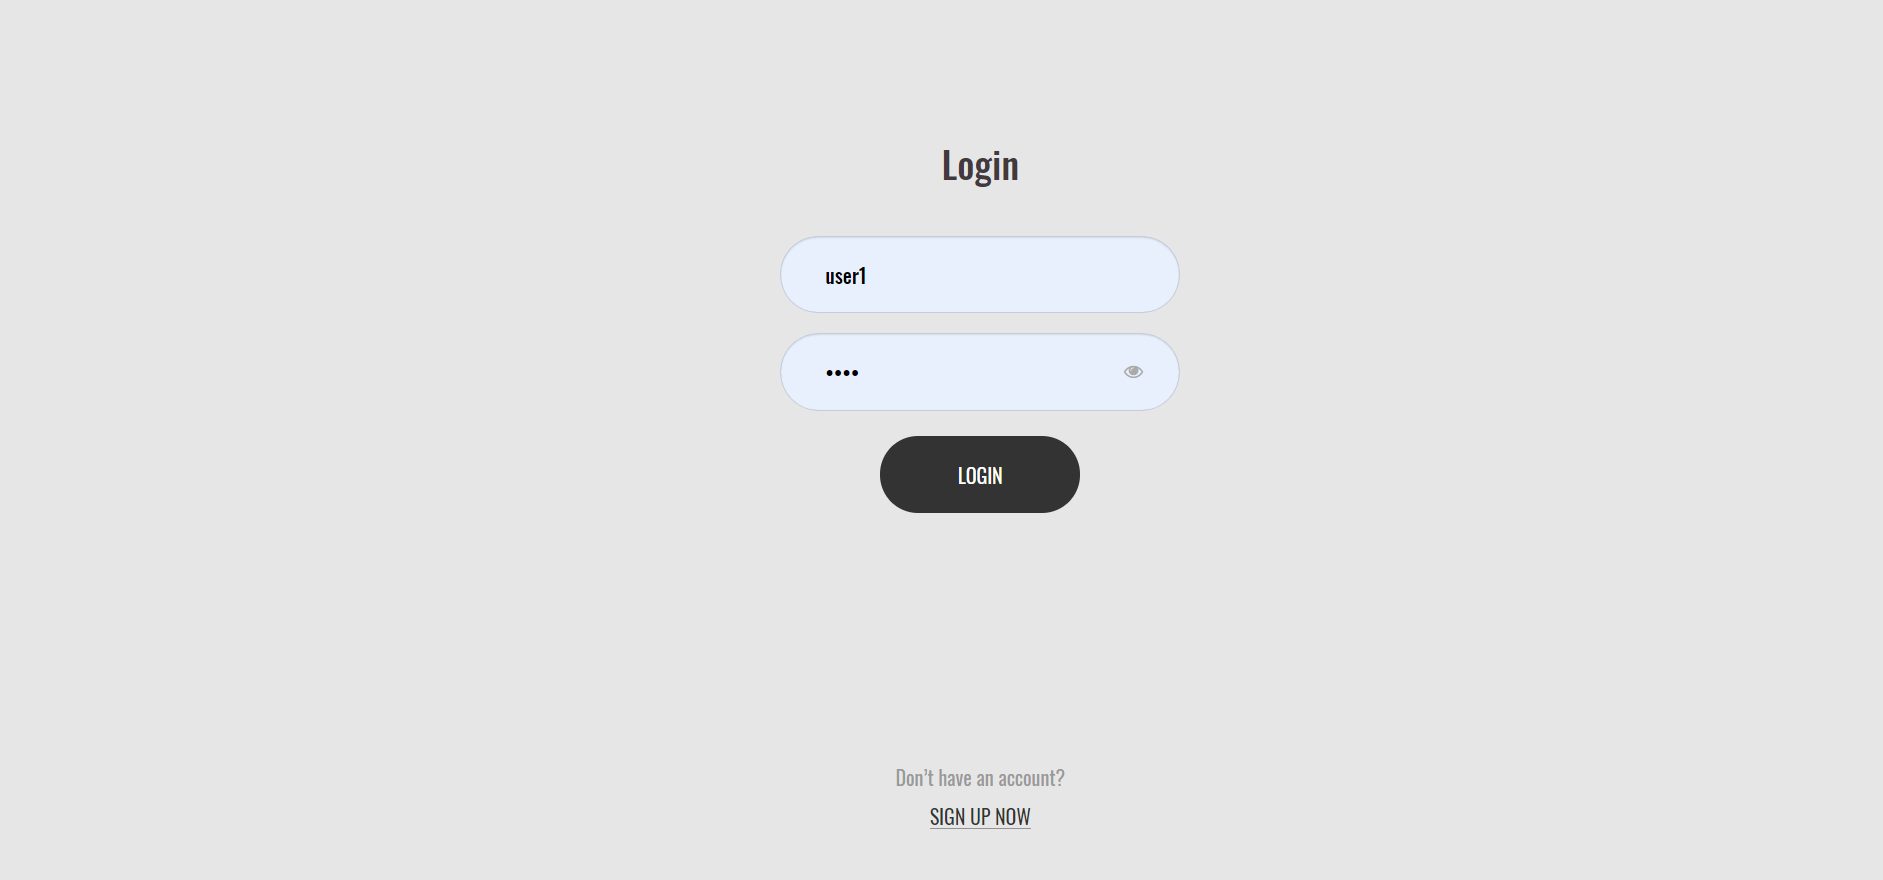 Login
user1
••••
LOGIN
Don't have an account?
SIGN UP NOW